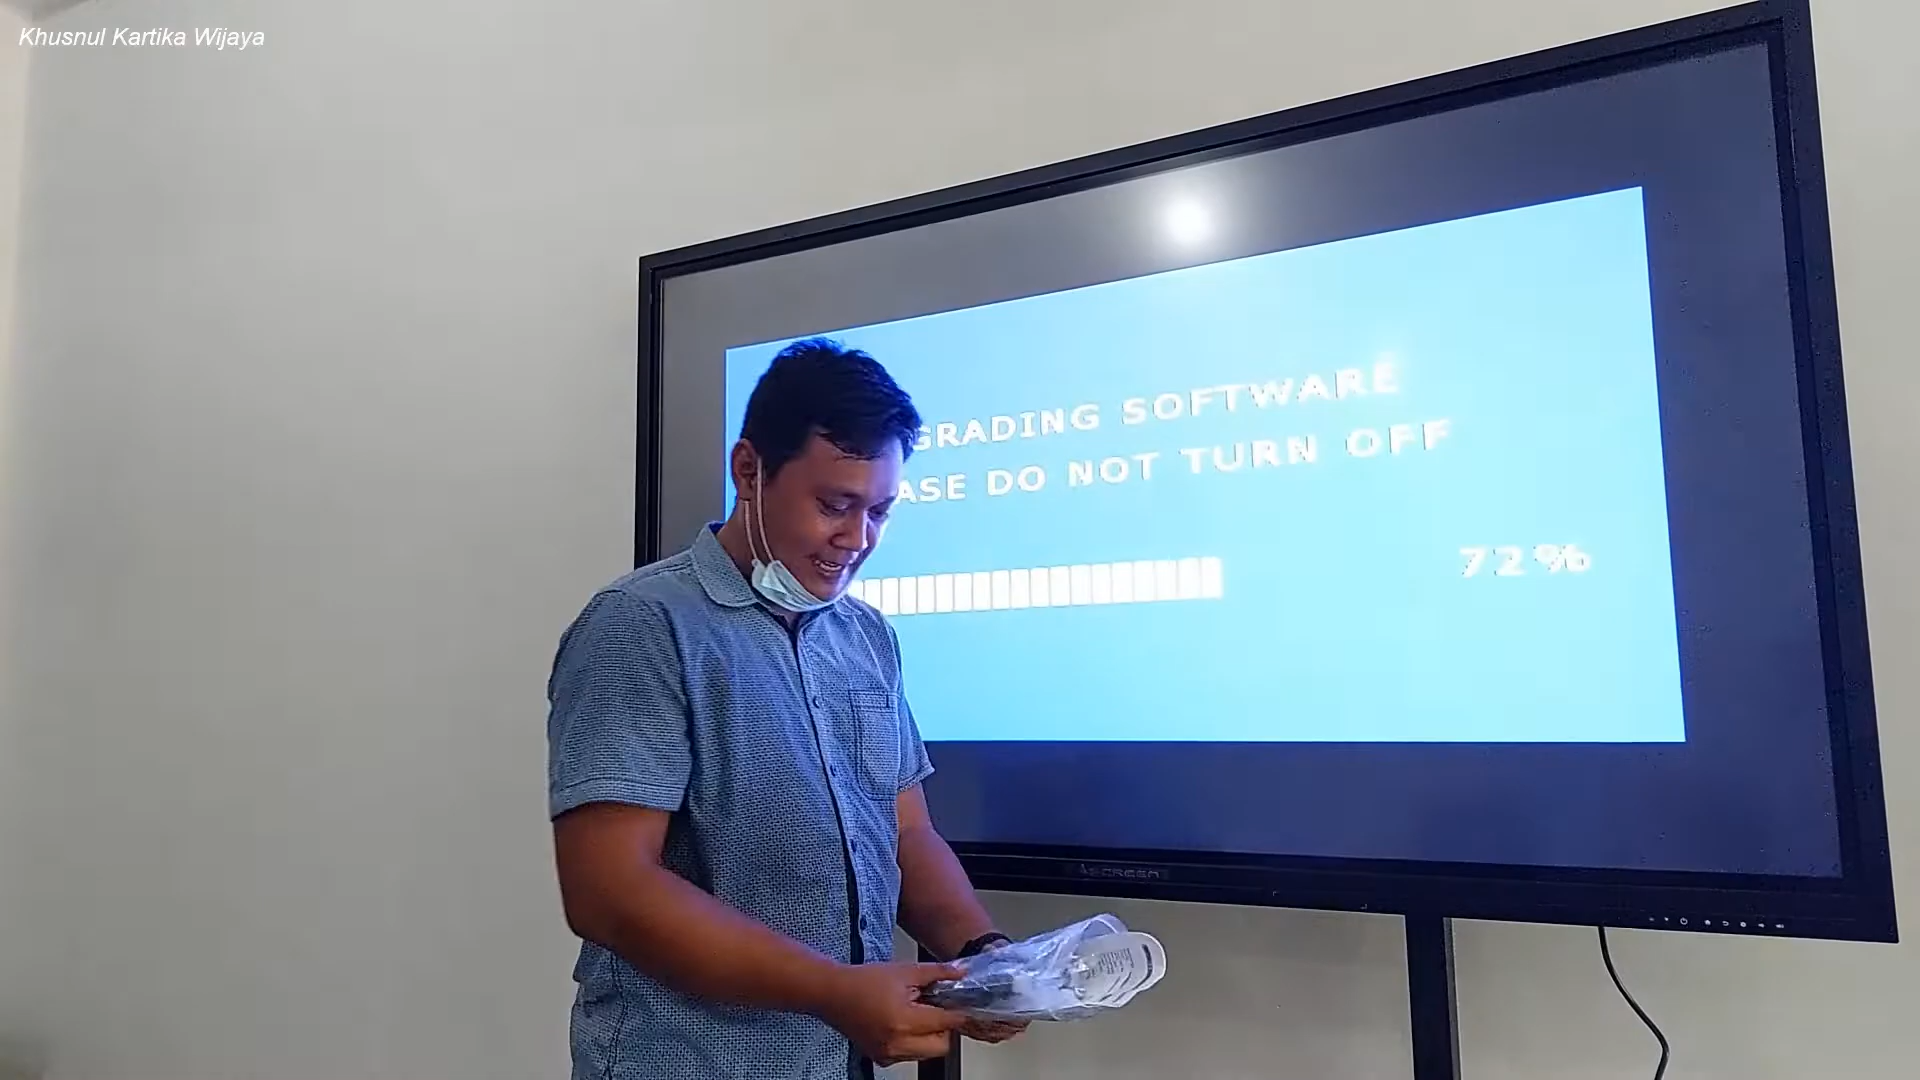 Khusnul Kartika Wijaya
GRADING SOFTWARE
ASE DO NOT TURN OFF
72%